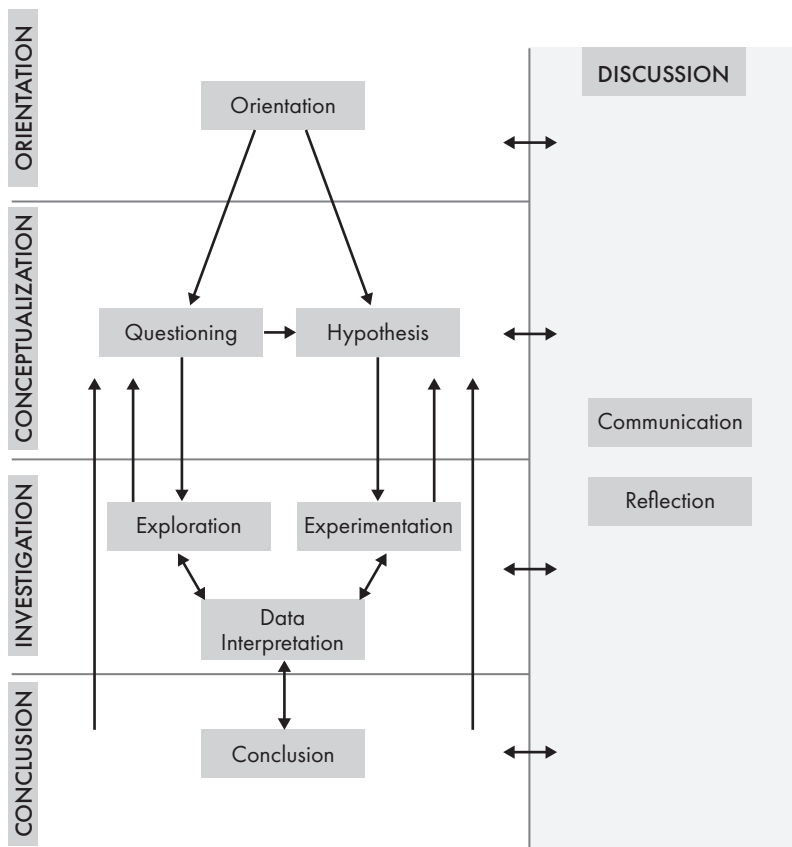 ORIENTATION
Orientation
DISCUSSION
CONCEPTUALIZATION
Questioning
Hypothesis
Communication
Reflection
INVESTIGATION
Exploration
Experimentation
Data
Interpretation
CONCLUSION
Conclusion